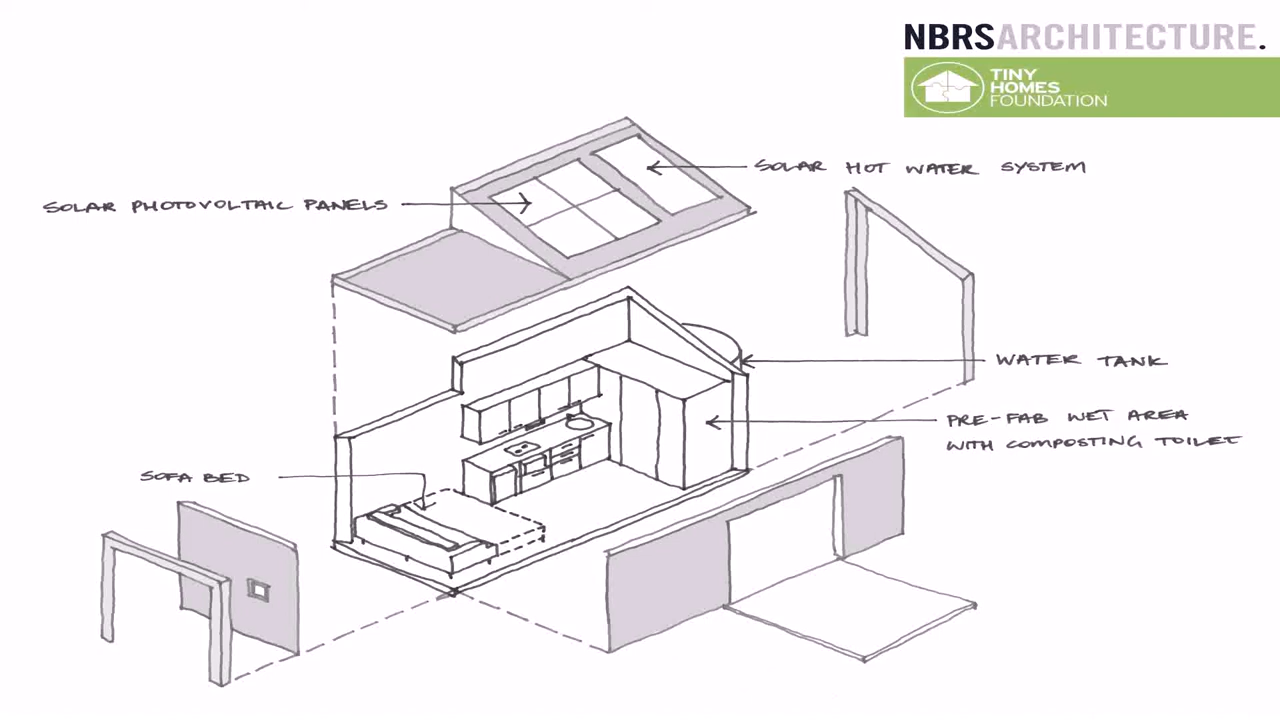 NBRSARCHITECTURE.
TINY
HOMES
FOUNDATION
SOLAR HOT WATER SYSTEM
SOLAR PHOTOVOLTAIC PANELS
WATER TANK
PRE-FAB WET AREA
WITH COMPOSTING TOILET
SOFA BED